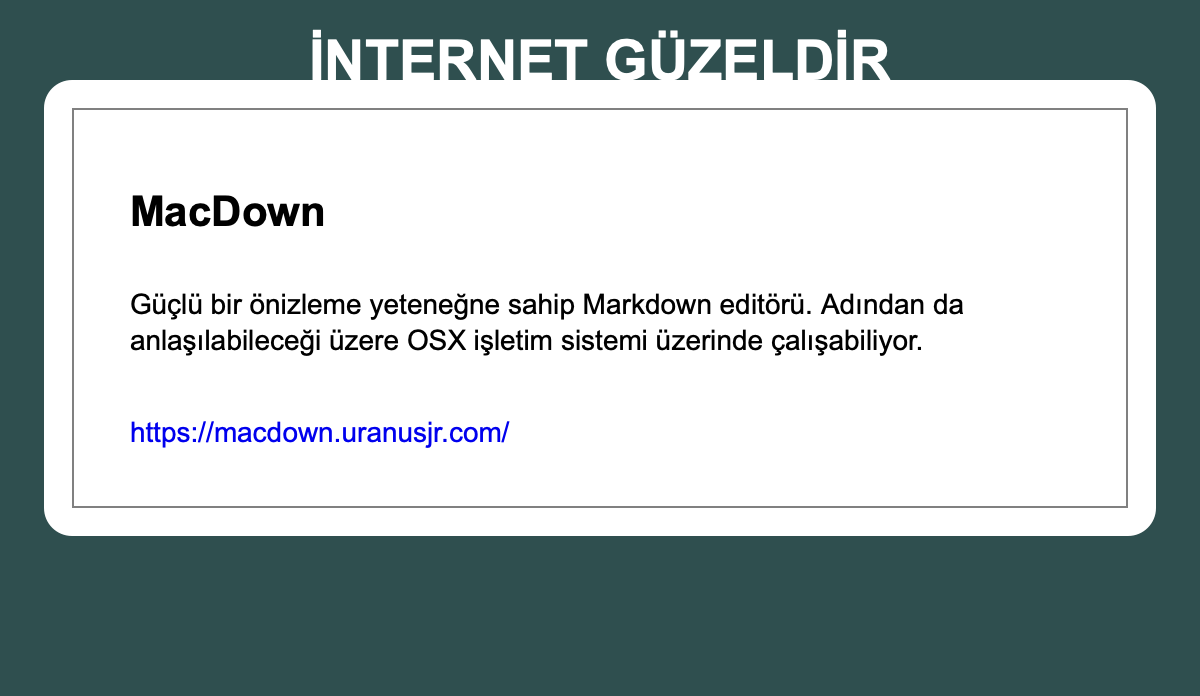 İNTERNET GÜZELDİR
MacDown
Güçlü bir önizleme yeteneğne sahip Markdown editörü. Adından da
anlaşılabileceği üzere OSX işletim sistemi üzerinde çalışabiliyor.
https://macdown.uranusjr.com/